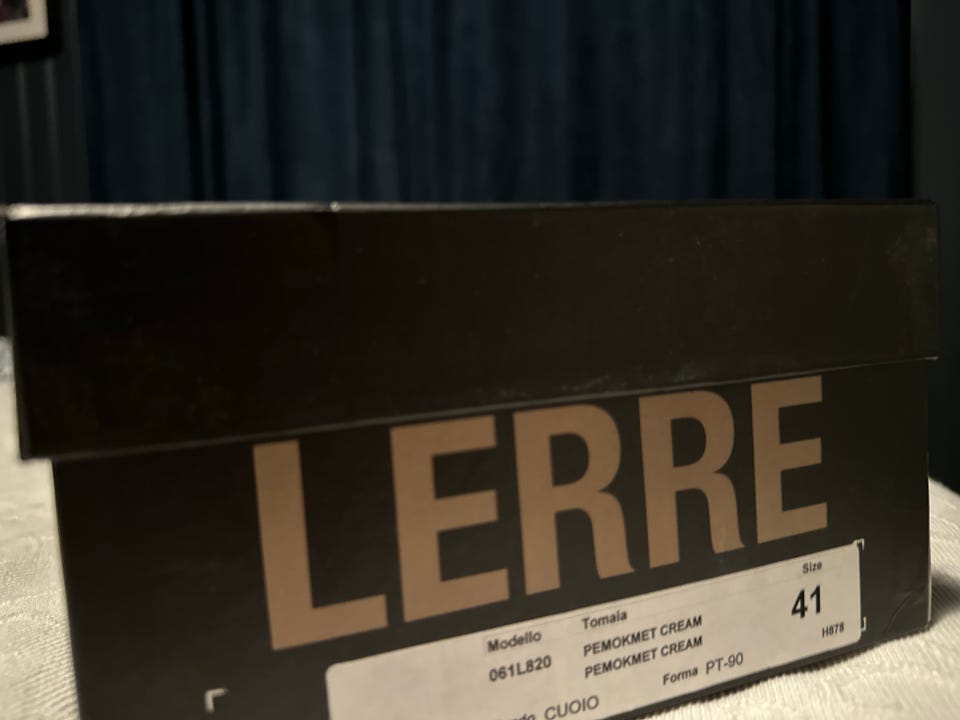 LERRE
Modello Tomaia Size
061L820 PEMOKMET CREAM 41
PEMOKMET CREAM H878
CUOIO Forma PT-90